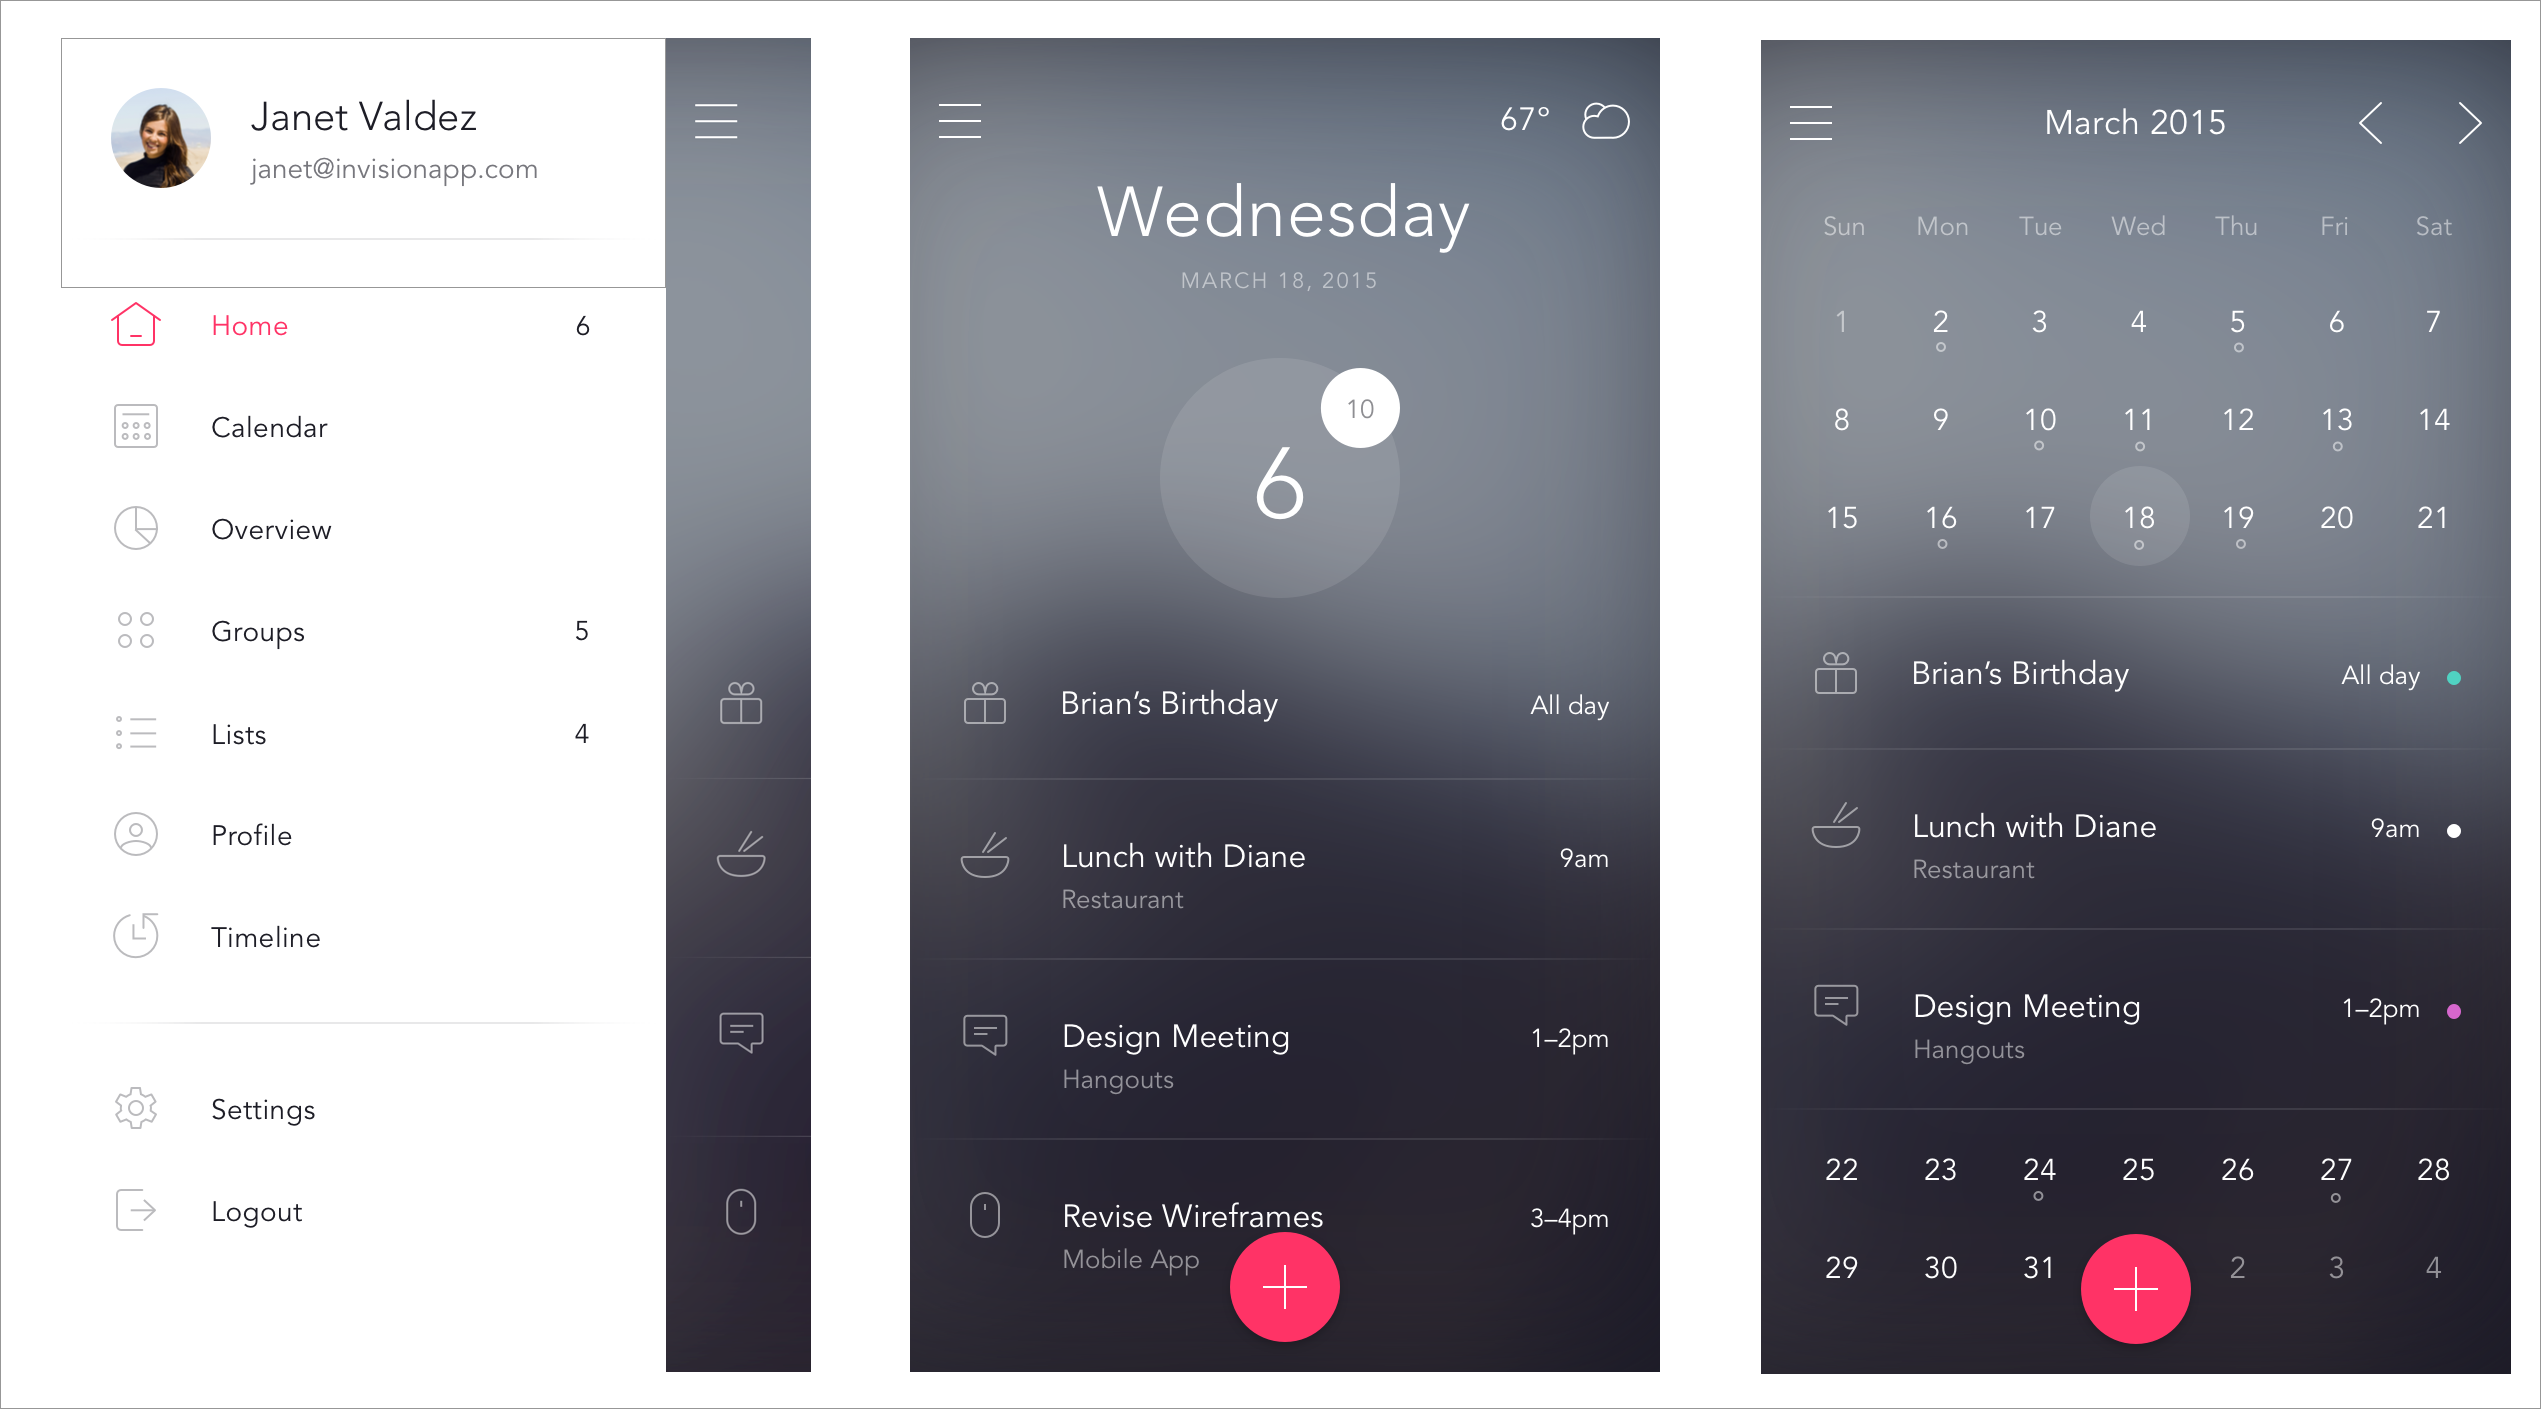 Janet Valdez
janet@invisionapp.com
Home 6
Calendar
Overview
Groups 5
Lists 4
Profile
Timeline
Settings
Logout
67°
Wednesday
MARCH 18, 2015
10
6
Brian’s Birthday All day
Lunch with Diane 9am
Restaurant
Design Meeting 1–2pm
Hangouts
Revise Wireframes 3–4pm
Mobile App
March 2015
Sun Mon Tue Wed Thu Fri Sat
1 2 3 4 5 6 7
8 9 10 11 12 13 14
15 16 17 18 19 20 21
Brian’s Birthday All day
Lunch with Diane 9am
Restaurant
Design Meeting 1–2pm
Hangouts
22 23 24 25 26 27 28
29 30 31 2 3 4